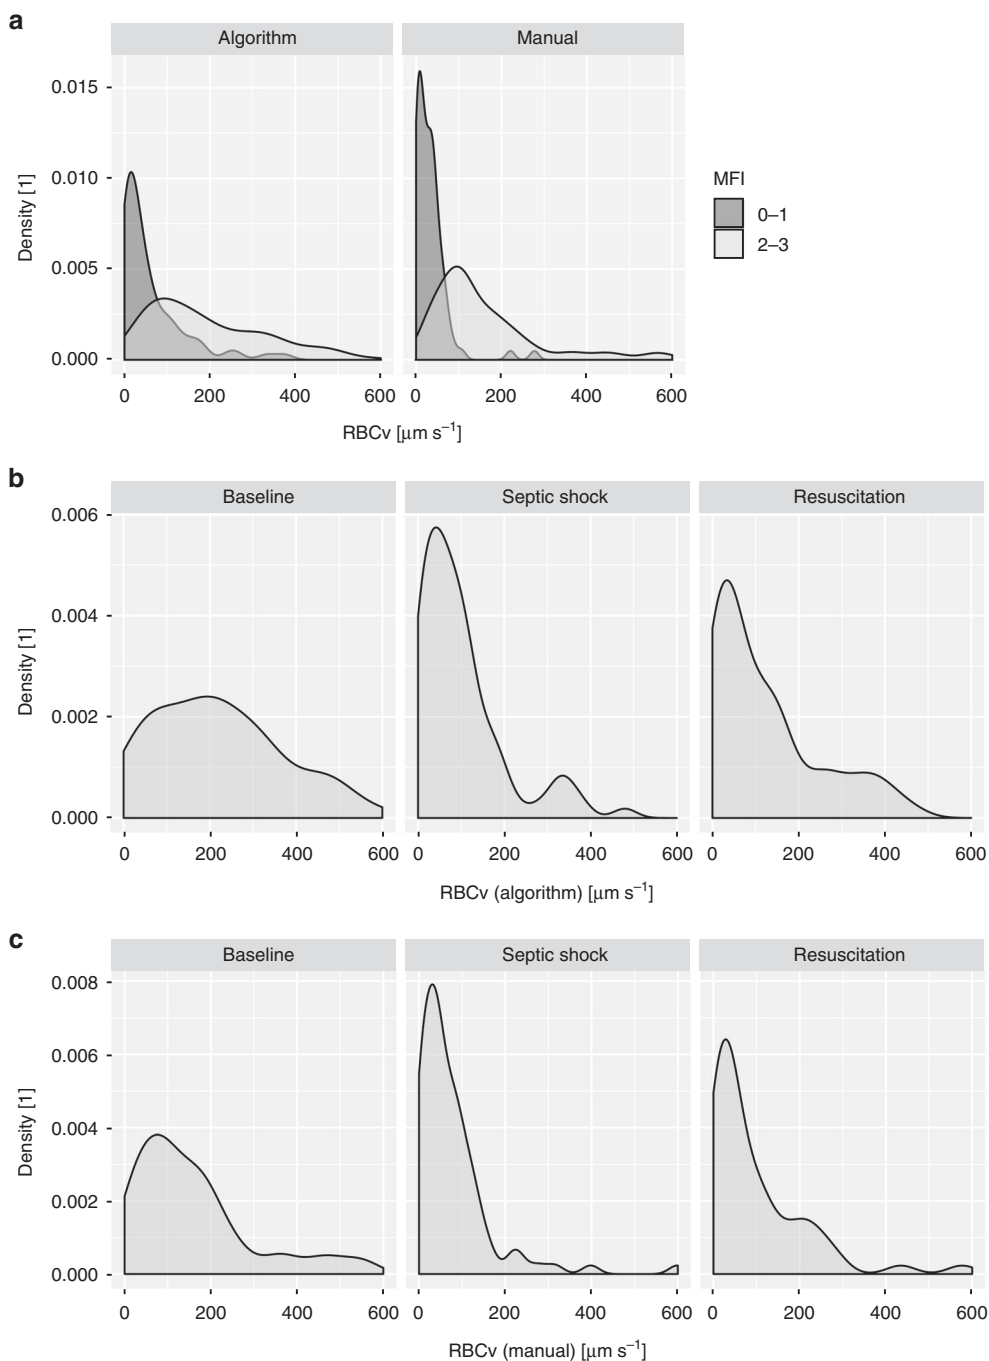 a
Algorithm
Manual
0.015
0.010
0.005
0.000
Density [1]
0 200 400 600
0 200 400 600
RBCv [μm s⁻¹]
MFI
0–1
2–3
b
Baseline
Septic shock
Resuscitation
0.006
0.004
0.002
0.000
Density [1]
0 200 400 600
0 200 400 600
0 200 400 600
RBCv (algorithm) [μm s⁻¹]
c
Baseline
Septic shock
Resuscitation
0.008
0.006
0.004
0.002
0.000
Density [1]
0 200 400 600
0 200 400 600
0 200 400 600
RBCv (manual) [μm s⁻¹]